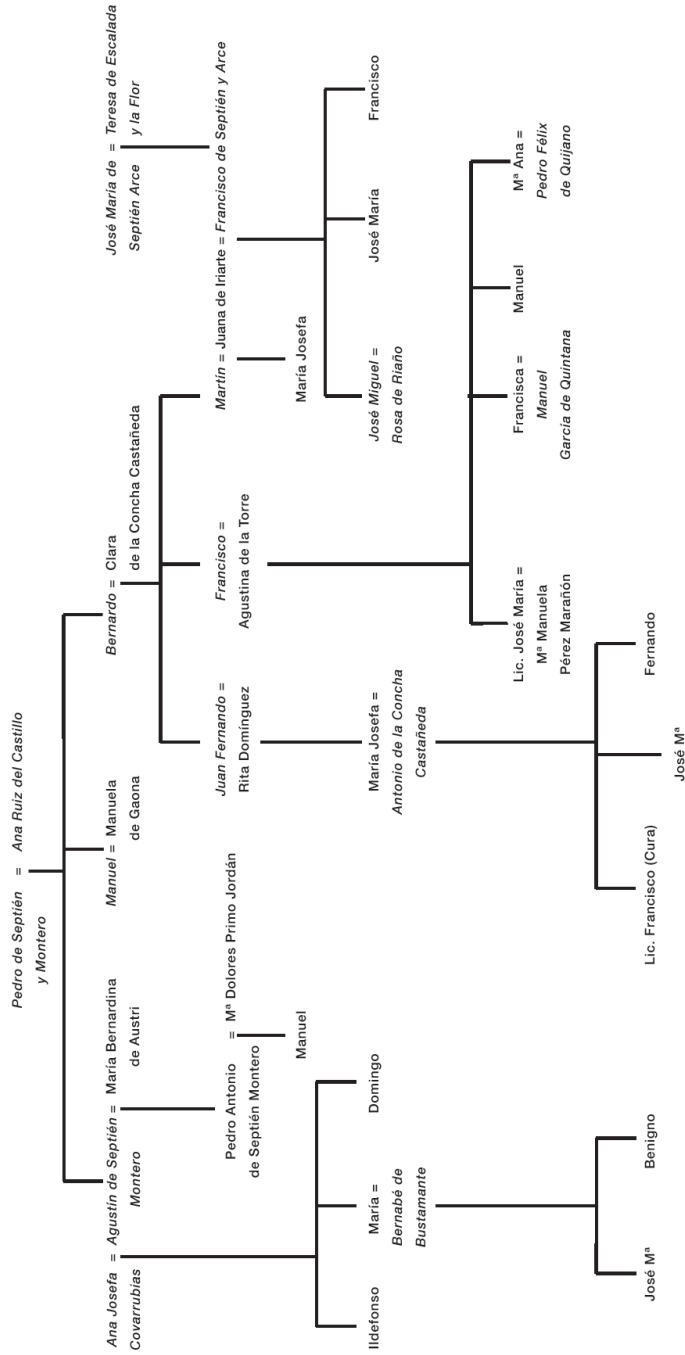 Pedro de Septién = Ana Ruiz del Castillo
y Montero
José María de = Teresa de Escalada
Septién Arce y la Flor
Ana Josefa = Agustín de Septién = María Bernardina
Covarrubias Montero de Austri
Manuel = Manuela
de Gaona
Bernardo = Clara
de la Concha Castañeda
Pedro Antonio = Mª Dolores Primo Jordán
de Septién Montero
Manuel
Juan Fernando =
Rita Domínguez
Francisco =
Agustina de la Torre
Martín = Juana de Iriarte = Francisco de Septién y Arce
María Josefa
Ildefonso
María =
Bernabé de
Bustamante
Domingo
María Josefa =
Antonio de la Concha
Castañeda
José Miguel =
Rosa de Riaño
José María
Francisco
Lic. José María =
Mª Manuela
Pérez Marañón
Francisca =
Manuel
García de Quintana
Manuel
Mª Ana =
Pedro Félix
de Quijano
José Mª
Benigno
Lic. Francisco (Cura)
José Mª
Fernando